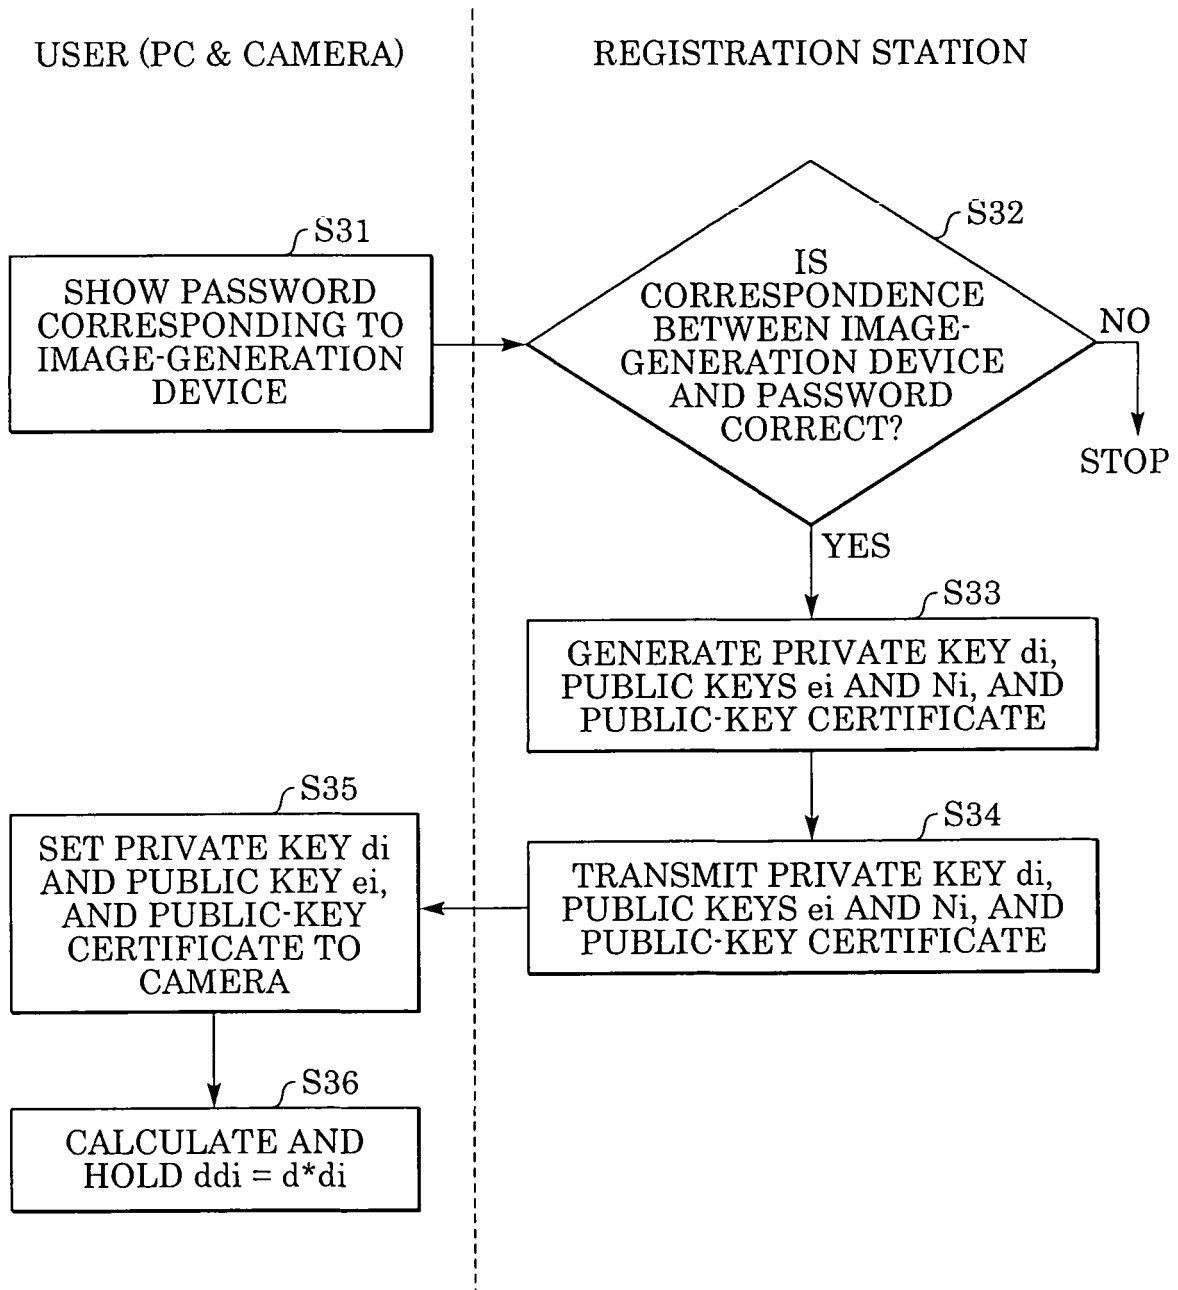 USER (PC & CAMERA)
REGISTRATION STATION
S31
SHOW PASSWORD
CORRESPONDING TO
IMAGE-GENERATION
DEVICE
S32
IS
CORRESPONDENCE
BETWEEN IMAGE-
GENERATION DEVICE
AND PASSWORD
CORRECT?
NO
STOP
YES
S33
GENERATE PRIVATE KEY di,
PUBLIC KEYS ei AND Ni, AND
PUBLIC-KEY CERTIFICATE
S34
TRANSMIT PRIVATE KEY di,
PUBLIC KEYS ei AND Ni, AND
PUBLIC-KEY CERTIFICATE
S35
SET PRIVATE KEY di
AND PUBLIC KEY ei,
AND PUBLIC-KEY
CERTIFICATE TO
CAMERA
S36
CALCULATE AND
HOLD ddi = d*di